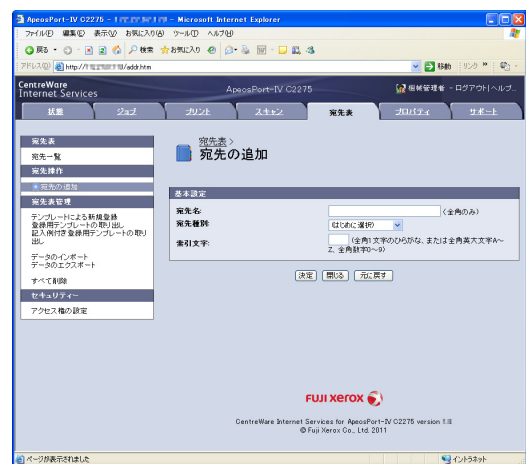 ApeosPort-IV C2275 - Microsoft Internet Explorer
ファイル(F) 編集(E) 表示(V) お気に入り(A) ツール(T) ヘルプ(H)
戻る 検索 お気に入り
アドレス(D) http:// /addr.htm 移動 リンク
CentreWare
Internet Services
ApeosPort-IV C2275
機械管理者 - ログアウト | ヘルプ
状態 ジョブ プリント スキャン 宛先表 プロパティ サポート
宛先表
宛先一覧
宛先操作
宛先の追加
宛先表管理
テンプレートによる新規登録
登録用テンプレートの取り出し
記入例付き登録用テンプレートの取り
出し
データのインポート
データのエクスポート
すべて削除
セキュリティー
アクセス権の設定
宛先表 >
宛先の追加
基本設定
宛先名: (全角のみ)
宛先種別: (はじめに選択)
索引文字: (全角1文字のひらがな、または全角英大文字A~
Z、全角数字0~9)
決定 閉じる 元に戻す
FUJI XEROX
CentreWare Internet Services for ApeosPort-IV C2275 version
© Fuji Xerox Co., Ltd. 2011
ページが表示されました
イントラネット